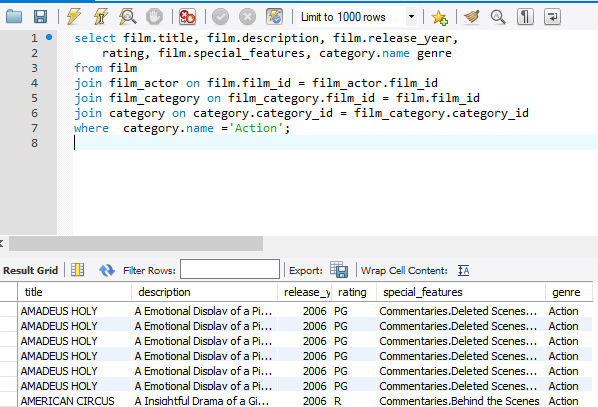 Limit to 1000 rows
1 select film.title, film.description, film.release_year,
2 rating, film.special_features, category.name genre
3 from film
4 join film_actor on film.film_id = film_actor.film_id
5 join film_category on film_category.film_id = film.film_id
6 join category on category.category_id = film_category.category_id
7 where category.name ='Action';
8
Result Grid Filter Rows: Export: Wrap Cell Content: IA
title description release_y rating special_features genre
AMADEUS HOLY A Emotional Display of a Pi... 2006 PG Commentaries,Deleted Scenes... Action
AMADEUS HOLY A Emotional Display of a Pi... 2006 PG Commentaries,Deleted Scenes... Action
AMADEUS HOLY A Emotional Display of a Pi... 2006 PG Commentaries,Deleted Scenes... Action
AMADEUS HOLY A Emotional Display of a Pi... 2006 PG Commentaries,Deleted Scenes... Action
AMADEUS HOLY A Emotional Display of a Pi... 2006 PG Commentaries,Deleted Scenes... Action
AMADEUS HOLY A Emotional Display of a Pi... 2006 PG Commentaries,Deleted Scenes... Action
AMERICAN CIRCUS A Insightful Drama of a Gi... 2006 R Commentaries,Behind the Scenes Action